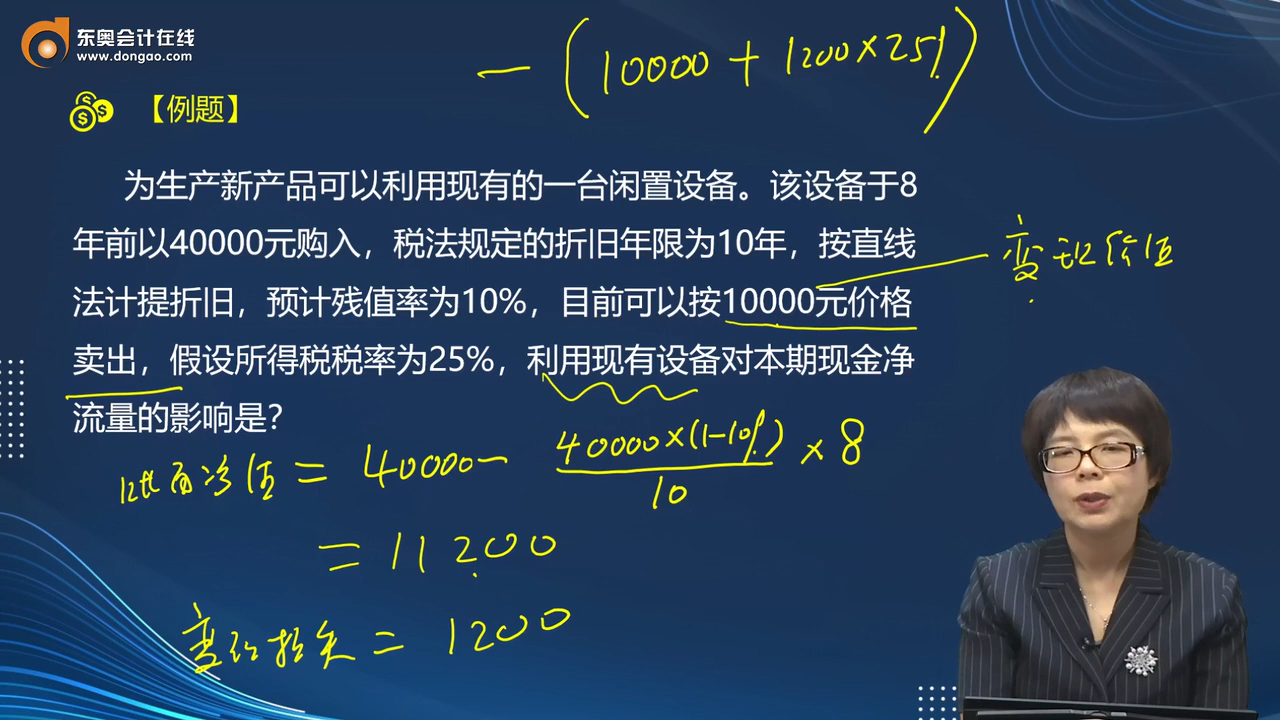 东奥会计在线
www.dongao.com
-(10000+1200×25%)
【例题】
为生产新产品可以利用现有的一台闲置设备。该设备于8
年前以40000元购入，税法规定的折旧年限为10年，按直线
法计提折旧，预计残值率为10%，目前可以按10000元价格
卖出，假设所得税税率为25%，利用现有设备对本期现金净
流量的影响是?
变现价值
账面净值=40000-40000×(1-10%)/10×8
=11200
变现损失=1200